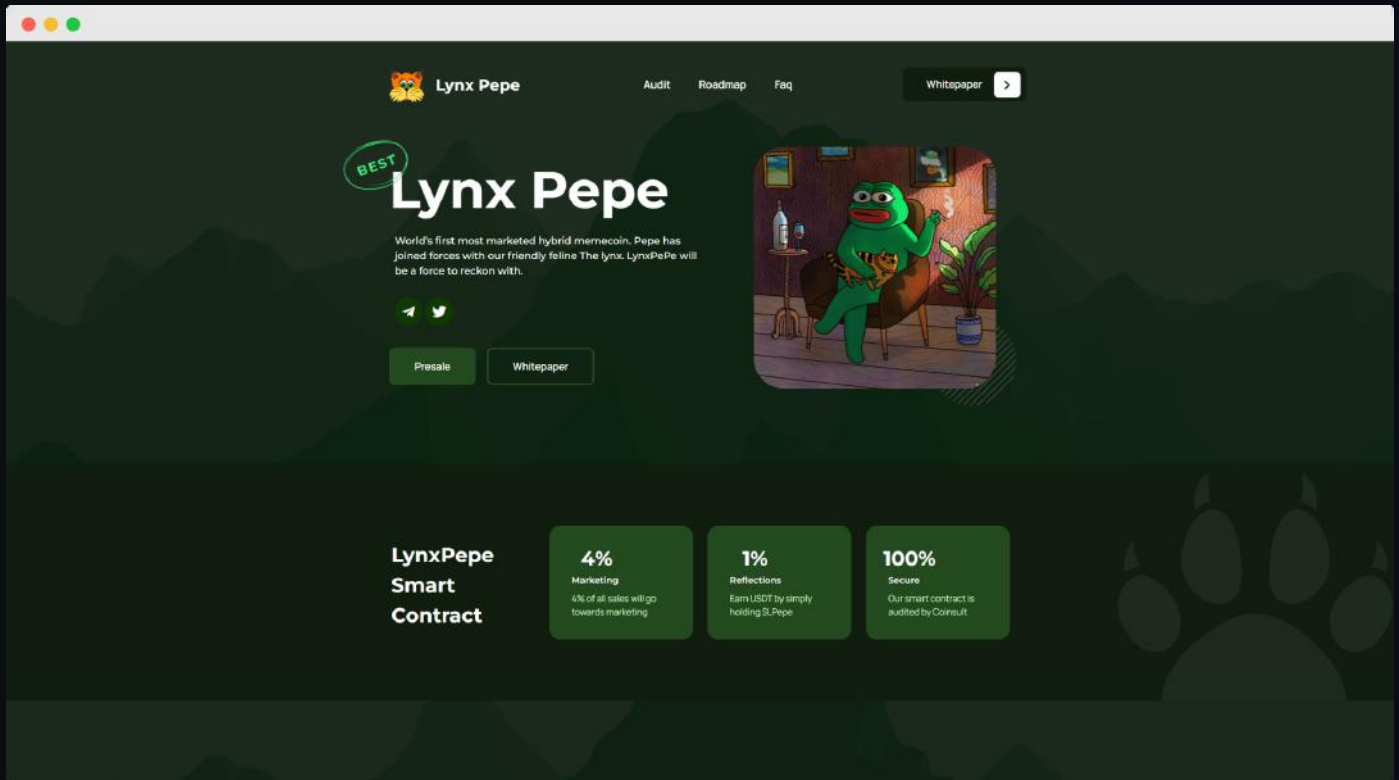 Lynx Pepe
Audit
Roadmap
Faq
Whitepaper
BEST
Lynx Pepe
World's first most marketed hybrid memecoin. Pepe has
joined forces with our friendly feline The lynx. LynxPePe will
be a force to reckon with.
Presale
Whitepaper
LynxPepe
Smart
Contract
4%
Marketing
4% of all sales will go
towards marketing
1%
Reflections
Earn USDT by simply
holding $LPepe
100%
Secure
Our smart contract is
audited by Coinsult